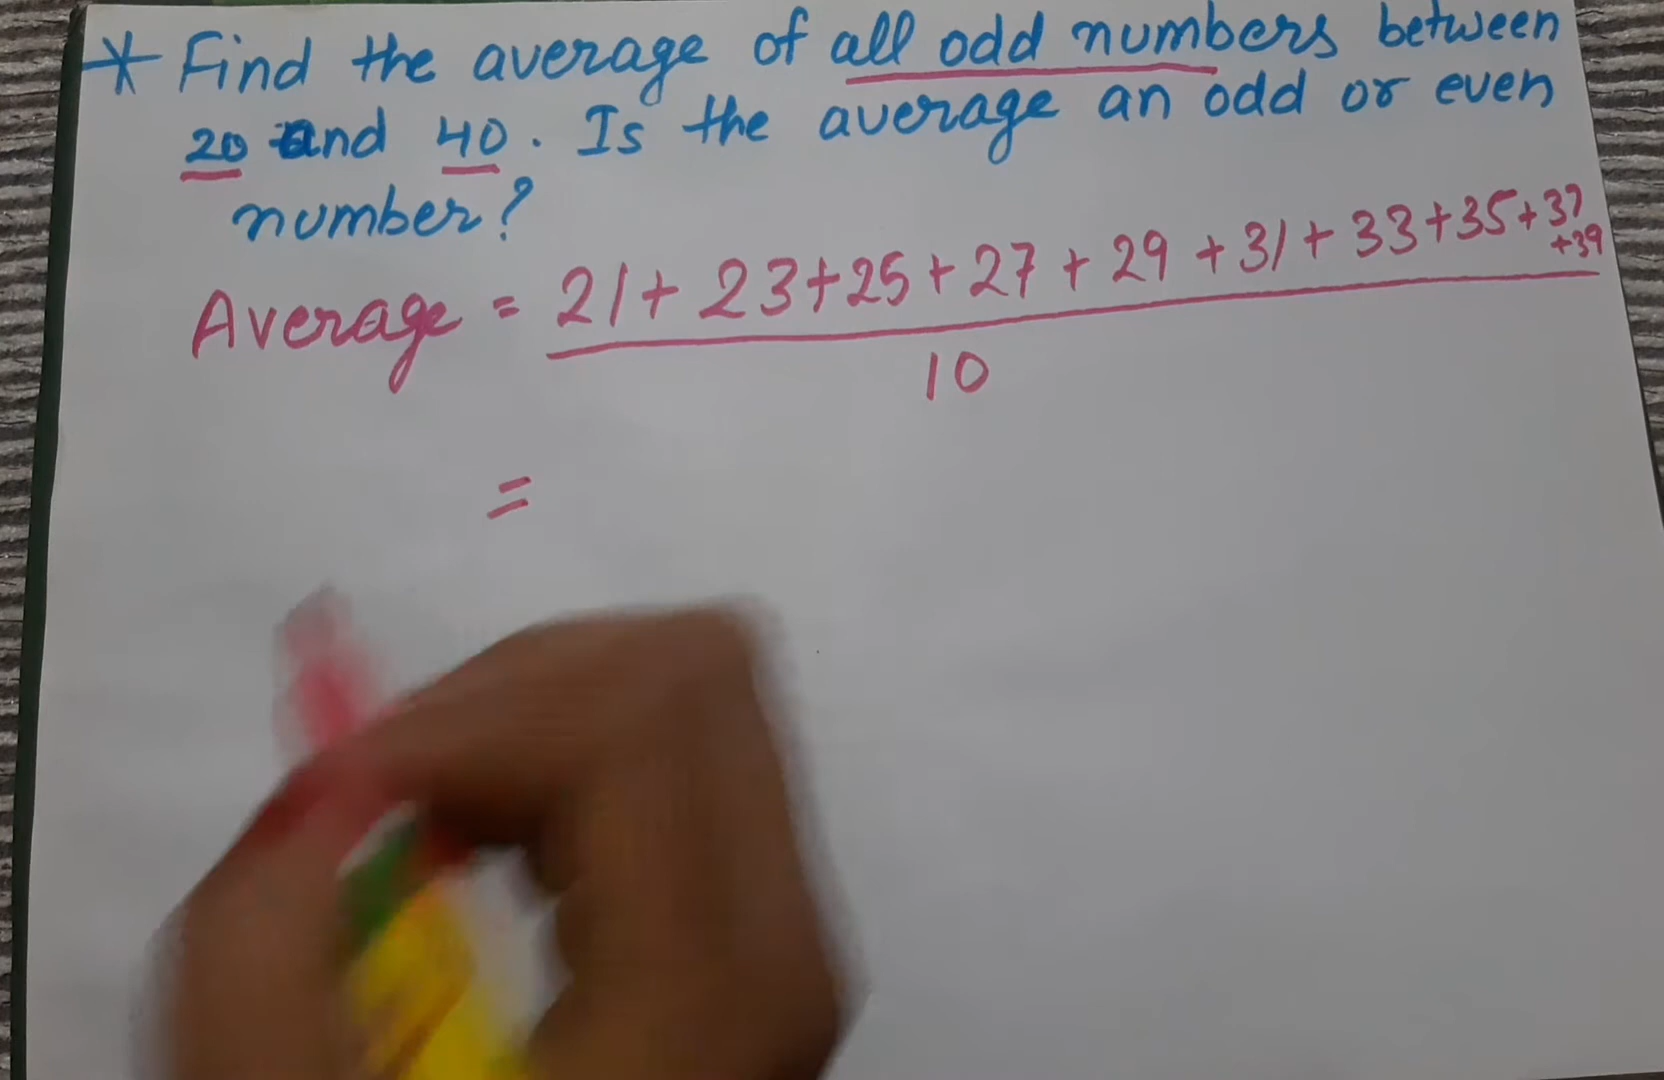 * Find the average of all odd numbers between
20 and 40. Is the average an odd or even
number?
Average = 21+ 23+25+27 + 29 +31+ 33+35+37
+39
10
=